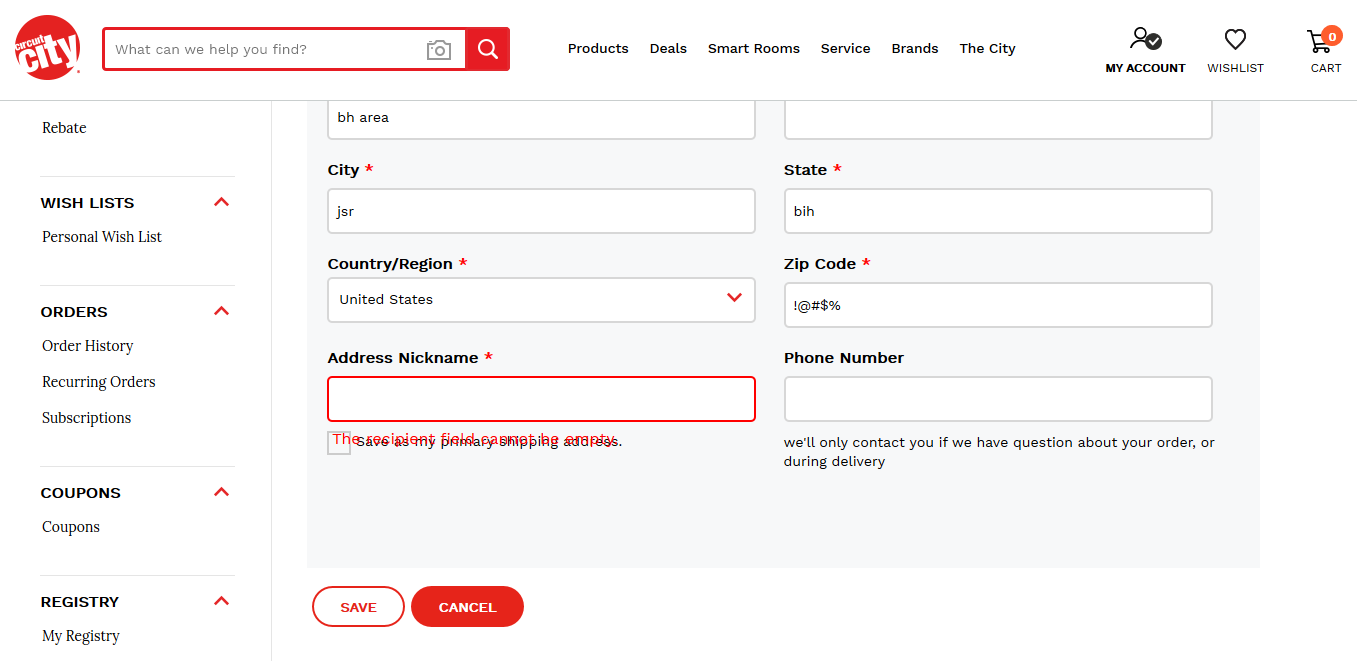 circuit city
What can we help you find?
Products Deals Smart Rooms Service Brands The City
MY ACCOUNT
WISHLIST
0
CART
Rebate
WISH LISTS
Personal Wish List
ORDERS
Order History
Recurring Orders
Subscriptions
COUPONS
Coupons
REGISTRY
My Registry
bh area
City *
jsr
State *
bih
Country/Region *
United States
Zip Code *
!@#$%
Address Nickname *
The recipient field cannot be empty.
Save as my primary shipping address.
Phone Number
we'll only contact you if we have question about your order, or
during delivery
SAVE
CANCEL